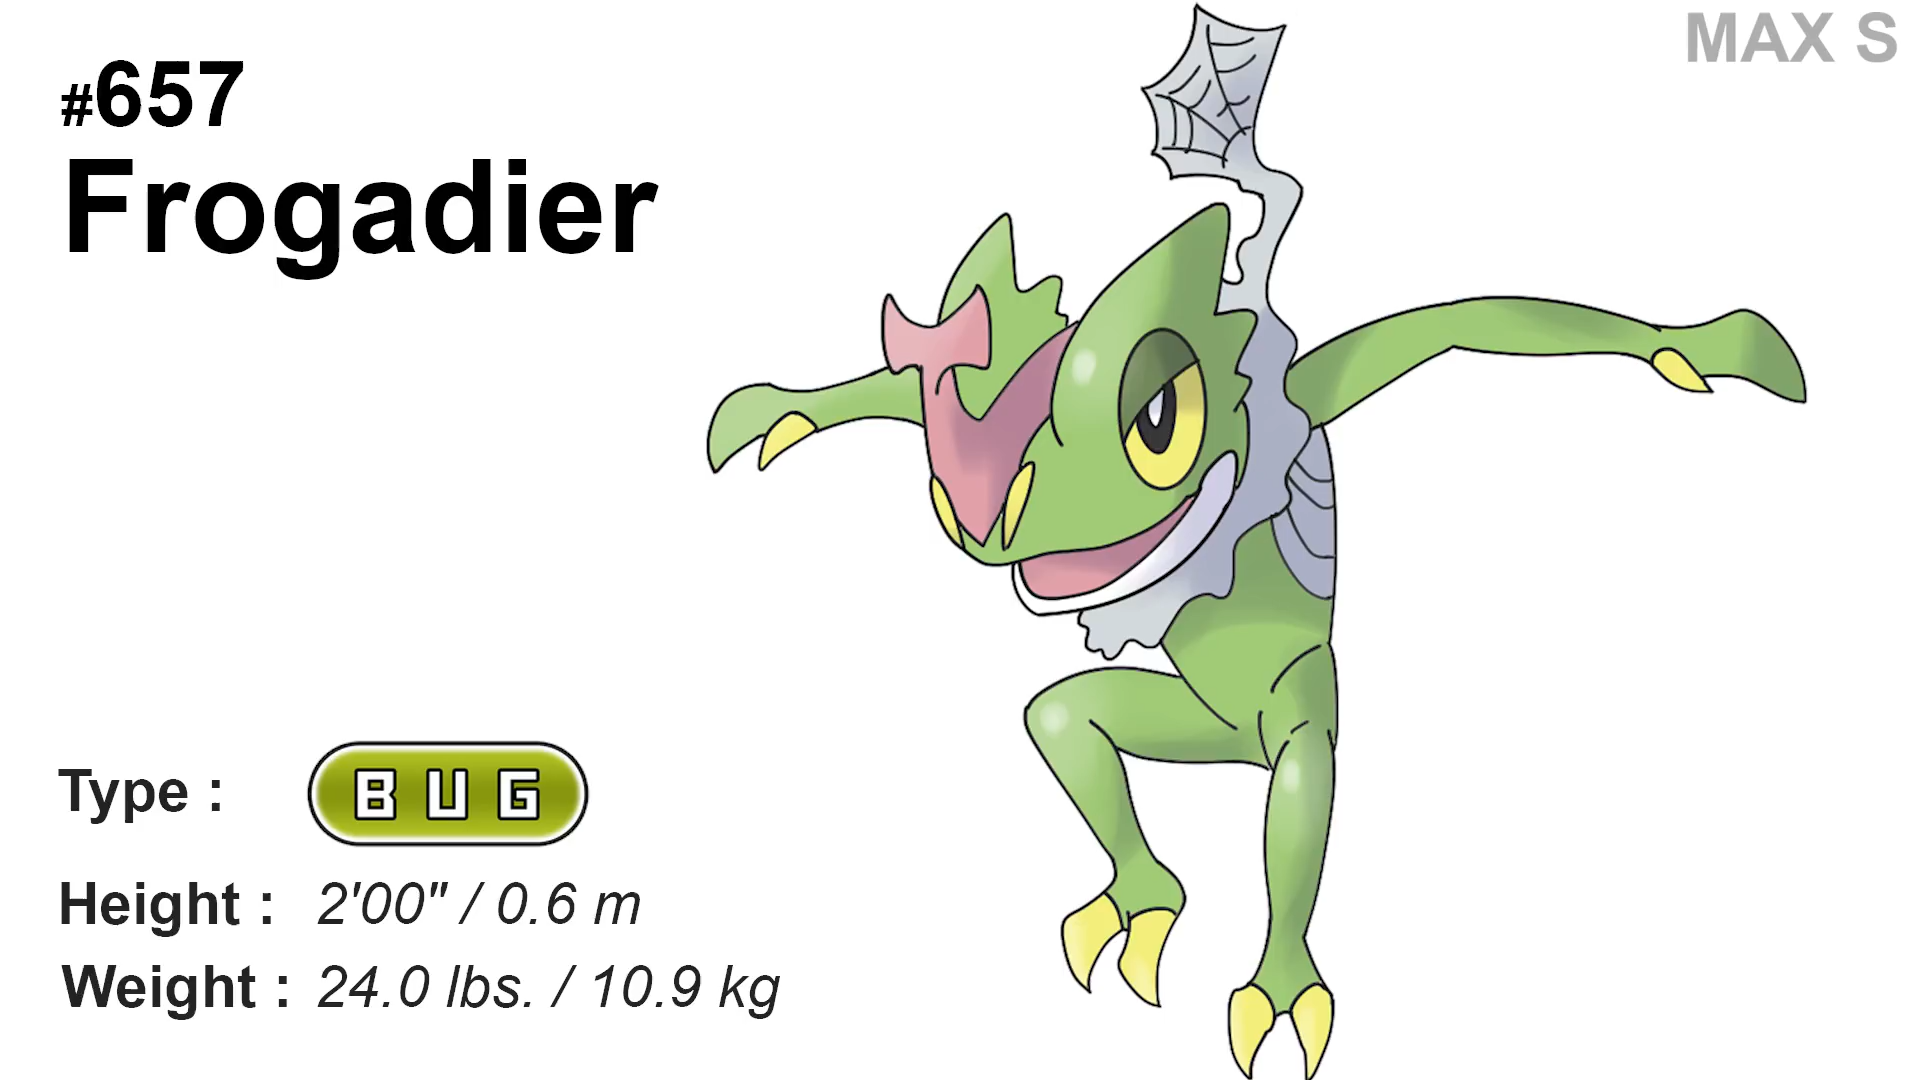 MAX S
#657
Frogadier
Type : BUG
Height : 2'00" / 0.6 m
Weight : 24.0 lbs. / 10.9 kg